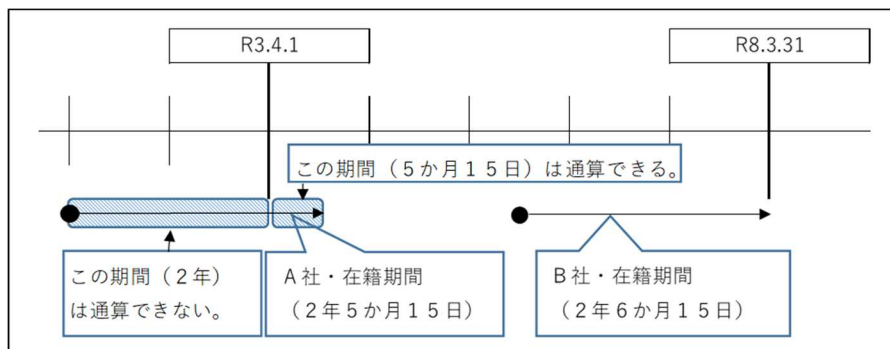 R3.4.1
R8.3.31
この期間（５か月１５日）は通算できる。
この期間（２年）
は通算できない。
Ａ社・在籍期間
（２年５か月１５日）
Ｂ社・在籍期間
（２年６か月１５日）